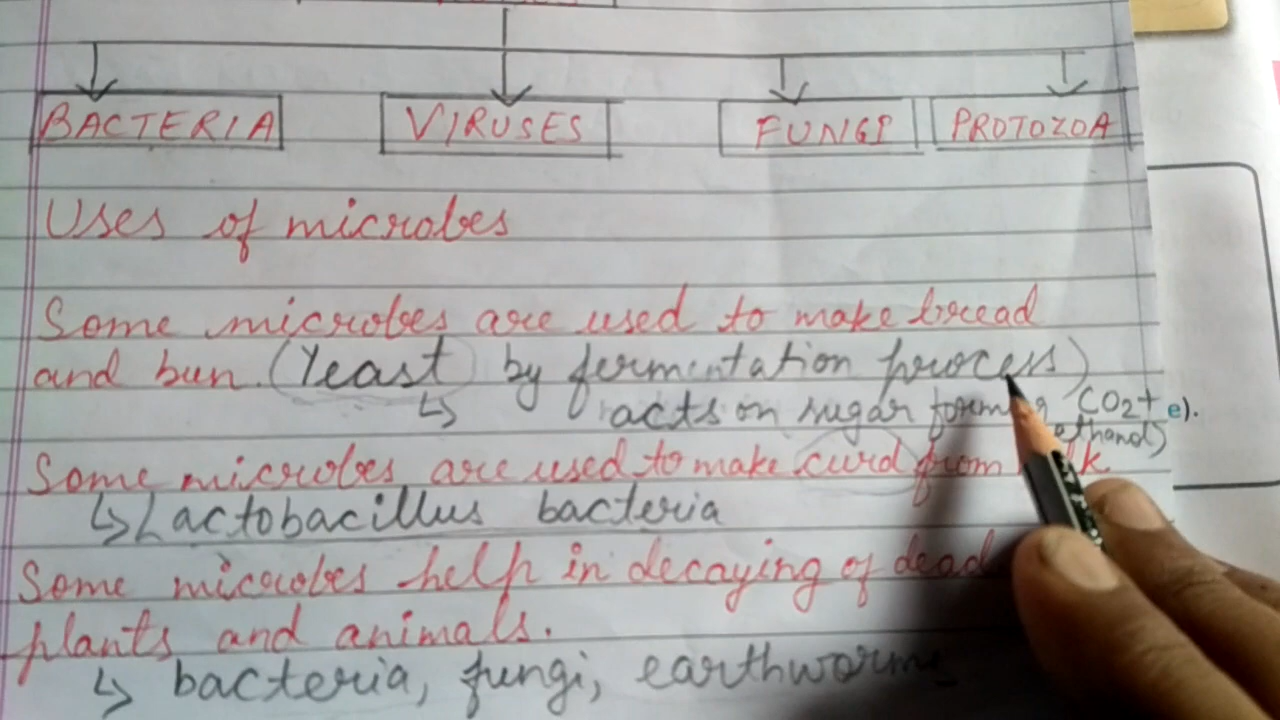 BACTERIA VIRUSES FUNGI PROTOZOA
Uses of microbes
Some microbes are used to make bread
and bun (Yeast by fermentation process)
↳ acts on sugar CO2+ e).
ethanol)
Some microbes are used to make curd from
↳ Lactobacillus bacteria
Some microbes help in decaying of dead
plants and animals.
↳ bacteria, fungi, earthworms